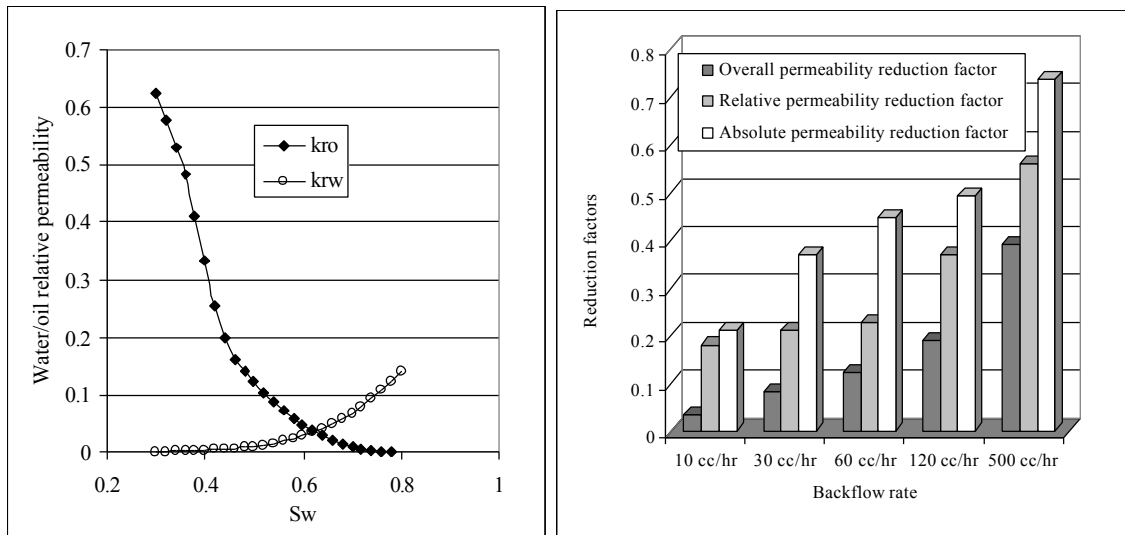 0.7
0.6
0.5
0.4
0.3
0.2
0.1
0
0.2
0.4
0.6
0.8
1
Water/oil relative permeability
Sw
kro
krw
0.8
0.7
0.6
0.5
0.4
0.3
0.2
0.1
0
Reduction factors
Overall permeability reduction factor
Relative permeability reduction factor
Absolute permeability reduction factor
10 cc/hr 30 cc/hr 60 cc/hr 120 cc/hr 500 cc/hr
Backflow rate